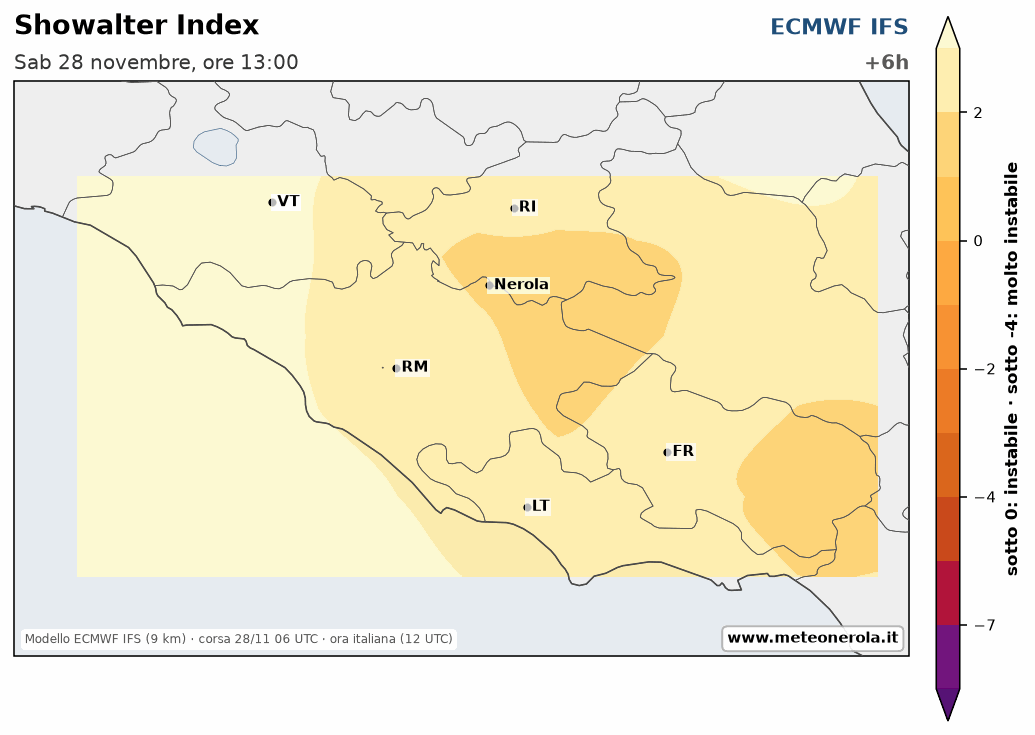 Showalter Index
ECMWF IFS
Sab 28 novembre, ore 13:00
+6h
VT
RI
Nerola
RM
FR
LT
2
0
−2
−4
−7
sotto 0: instabile · sotto -4: molto instabile
Modello ECMWF IFS (9 km) · corsa 28/11 06 UTC · ora italiana (12 UTC)
www.meteonerola.it